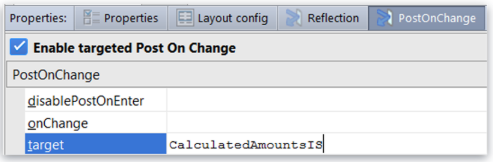 Properties: Properties Layout config Reflection PostOnChange
Enable targeted Post On Change
PostOnChange
disablePostOnEnter
onChange
target CalculatedAmountsIS